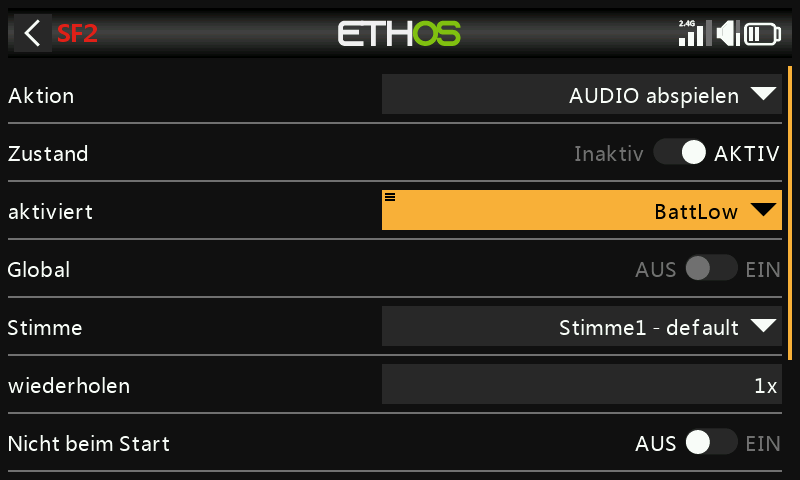 SF2 ETHOS 2.4G
Aktion AUDIO abspielen
Zustand Inaktiv AKTIV
aktiviert BattLow
Global AUS EIN
Stimme Stimme1 - default
wiederholen 1x
Nicht beim Start AUS EIN